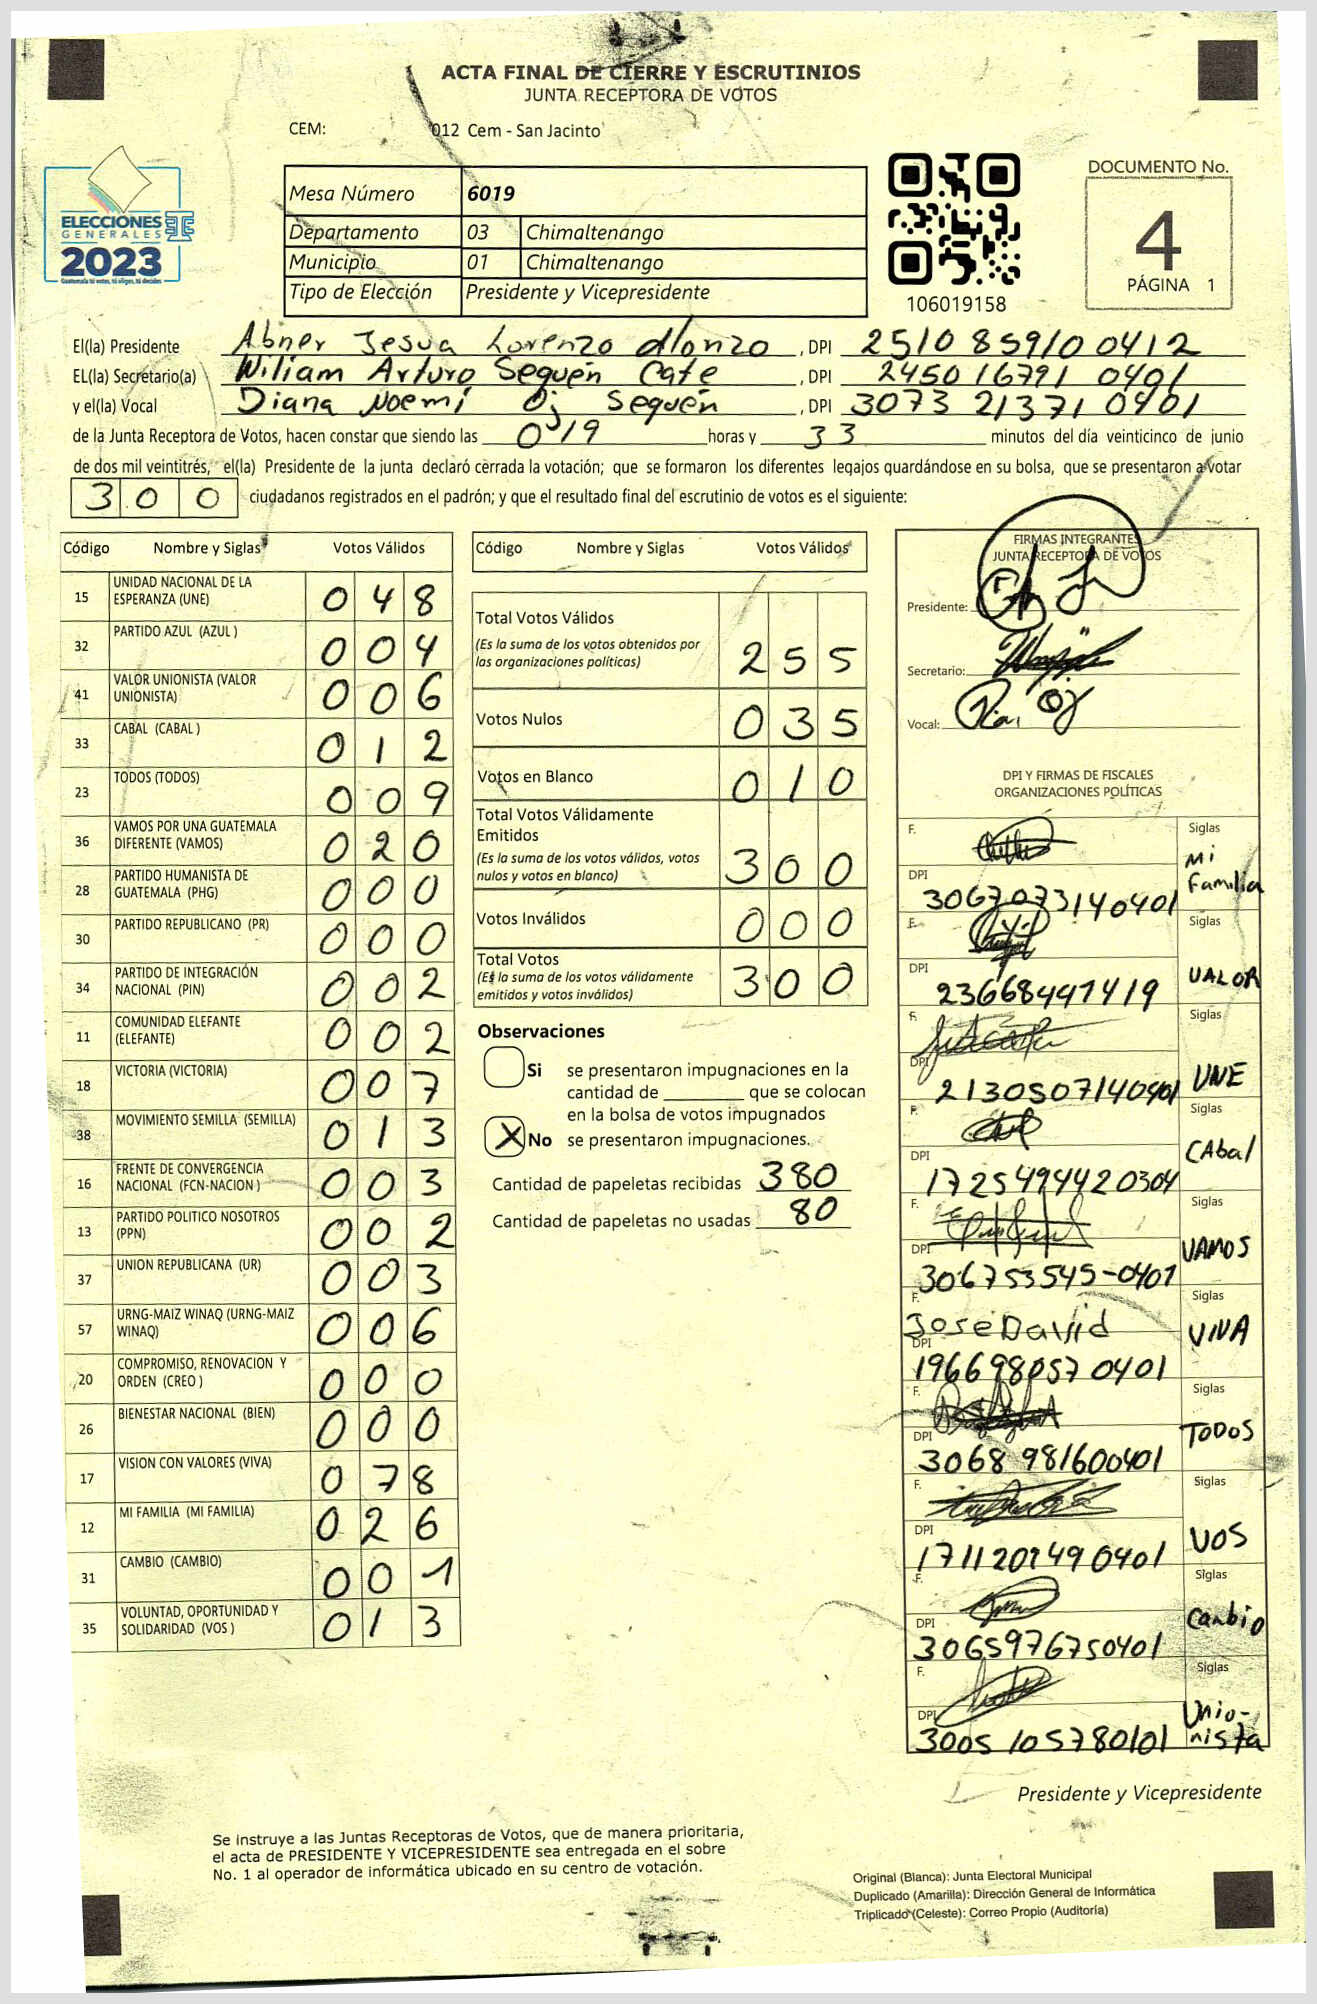 ACTA FINAL DE CIERRE Y ESCRUTINIOS
JUNTA RECEPTORA DE VOTOS
CEM: 012 Cem - San Jacinto
ELECCIONES
GENERALES
2023
Guatemala tú votas, tú eliges, tú decides
Mesa Número 6019
Departamento 03 Chimaltenango
Municipio 01 Chimaltenango
Tipo de Elección Presidente y Vicepresidente
106019158
DOCUMENTO No.
4
PÁGINA 1
El(la) Presidente Abner Jesua Lorenzo Alonzo, DPI 2510 85910 0412
EL(la) Secretario(a) Wiliam Arturo Sequén Cate, DPI 2450 16791 0401
y el(la) Vocal Diana Noemí Oj Sequén, DPI 3073 21371 0401
de la Junta Receptora de Votos, hacen constar que siendo las 019 horas y 33 minutos del día veinticinco de junio
de dos mil veintitrés, el(la) Presidente de la junta declaró cerrada la votación; que se formaron los diferentes legajos guardándose en su bolsa, que se presentaron a votar
300 ciudadanos registrados en el padrón; y que el resultado final del escrutinio de votos es el siguiente:
Código Nombre y Siglas Votos Válidos
15 UNIDAD NACIONAL DE LA ESPERANZA (UNE) 048
32 PARTIDO AZUL (AZUL ) 004
41 VALOR UNIONISTA (VALOR UNIONISTA) 006
33 CABAL (CABAL ) 012
23 TODOS (TODOS) 009
36 VAMOS POR UNA GUATEMALA DIFERENTE (VAMOS) 020
28 PARTIDO HUMANISTA DE GUATEMALA (PHG) 000
30 PARTIDO REPUBLICANO (PR) 000
34 PARTIDO DE INTEGRACIÓN NACIONAL (PIN) 002
11 COMUNIDAD ELEFANTE (ELEFANTE) 002
18 VICTORIA (VICTORIA) 007
38 MOVIMIENTO SEMILLA (SEMILLA) 013
16 FRENTE DE CONVERGENCIA NACIONAL (FCN-NACION ) 003
13 PARTIDO POLITICO NOSOTROS (PPN) 002
37 UNION REPUBLICANA (UR) 003
57 URNG-MAIZ WINAQ (URNG-MAIZ WINAQ) 006
20 COMPROMISO, RENOVACION Y ORDEN (CREO ) 000
26 BIENESTAR NACIONAL (BIEN) 000
17 VISION CON VALORES (VIVA) 078
12 MI FAMILIA (MI FAMILIA) 026
31 CAMBIO (CAMBIO) 001
35 VOLUNTAD, OPORTUNIDAD Y SOLIDARIDAD (VOS ) 013
Código Nombre y Siglas Votos Válidos
Total Votos Válidos
(Es la suma de los votos obtenidos por
las organizaciones políticas) 255
Votos Nulos 035
Votos en Blanco 010
Total Votos Válidamente
Emitidos
(Es la suma de los votos válidos, votos
nulos y votos en blanco) 300
Votos Inválidos 000
Total Votos
(Es la suma de los votos válidamente
emitidos y votos inválidos) 300
Observaciones
Si se presentaron impugnaciones en la
cantidad de ________ que se colocan
en la bolsa de votos impugnados
X No se presentaron impugnaciones.
Cantidad de papeletas recibidas 380
Cantidad de papeletas no usadas 80
FIRMAS INTEGRANTES
JUNTA RECEPTORA DE VOTOS
Presidente:
Secretario:
Vocal:
DPI Y FIRMAS DE FISCALES
ORGANIZACIONES POLÍTICAS
F. Siglas
Mi Familia
DPI 3067073140401
F. Siglas
VALOR
DPI 23668447419
F. Siglas
UNE
DPI 2130507140401
F. Siglas
CAbal
DPI 1725494420304
F. Siglas
VAMOS
DPI 306753545-0401
F. Siglas
José David
VIVA
DPI 196698057 0401
F. Siglas
TODOS
DPI 3068 981600401
F. Siglas
VOS
DPI 1711209490401
F. Siglas
Cambio
DPI 3065976750401
F. Siglas
Unio-
nista
DPI 3005 105780101
Presidente y Vicepresidente
Se instruye a las Juntas Receptoras de Votos, que de manera prioritaria,
el acta de PRESIDENTE Y VICEPRESIDENTE sea entregada en el sobre
No. 1 al operador de informática ubicado en su centro de votación.
Original (Blanca): Junta Electoral Municipal
Duplicado (Amarilla): Dirección General de Informática
Triplicado (Celeste): Correo Propio (Auditoría)